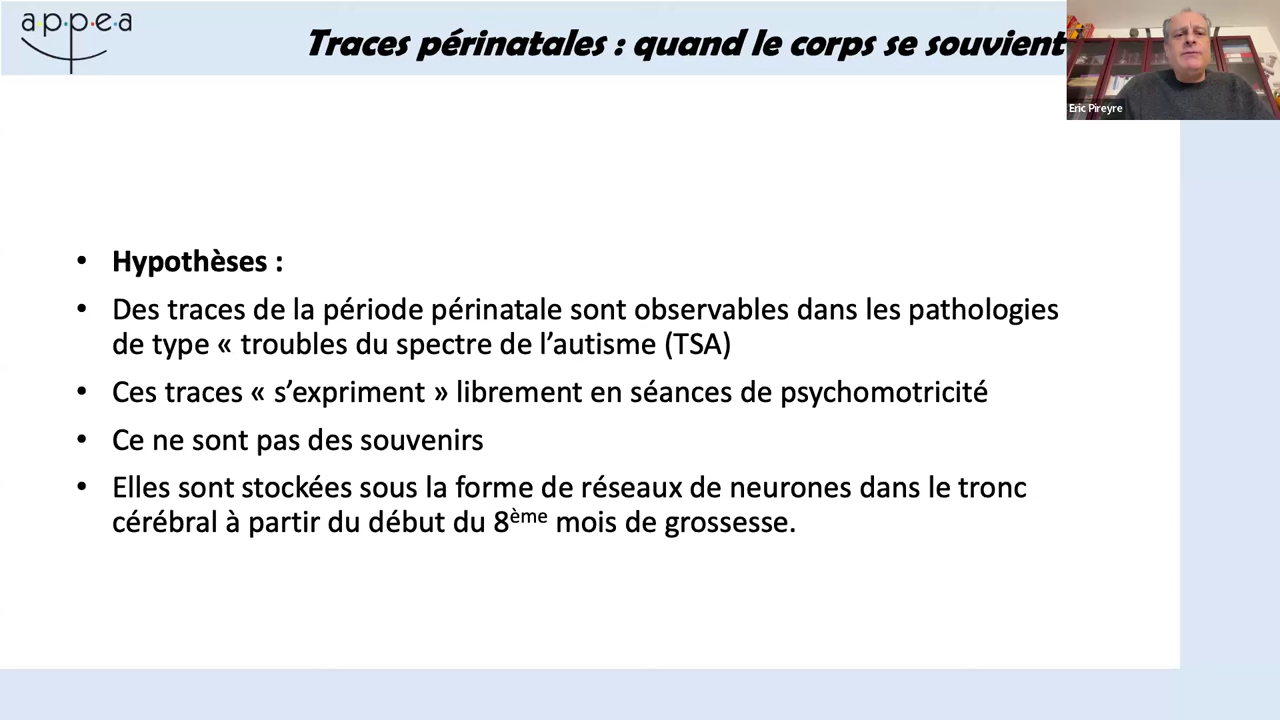 a·p·p·e·a
Traces périnatales : quand le corps se souvient
Eric Pireyre
• Hypothèses :
• Des traces de la période périnatale sont observables dans les pathologies
de type « troubles du spectre de l’autisme (TSA)
• Ces traces « s’expriment » librement en séances de psychomotricité
• Ce ne sont pas des souvenirs
• Elles sont stockées sous la forme de réseaux de neurones dans le tronc
cérébral à partir du début du 8ème mois de grossesse.